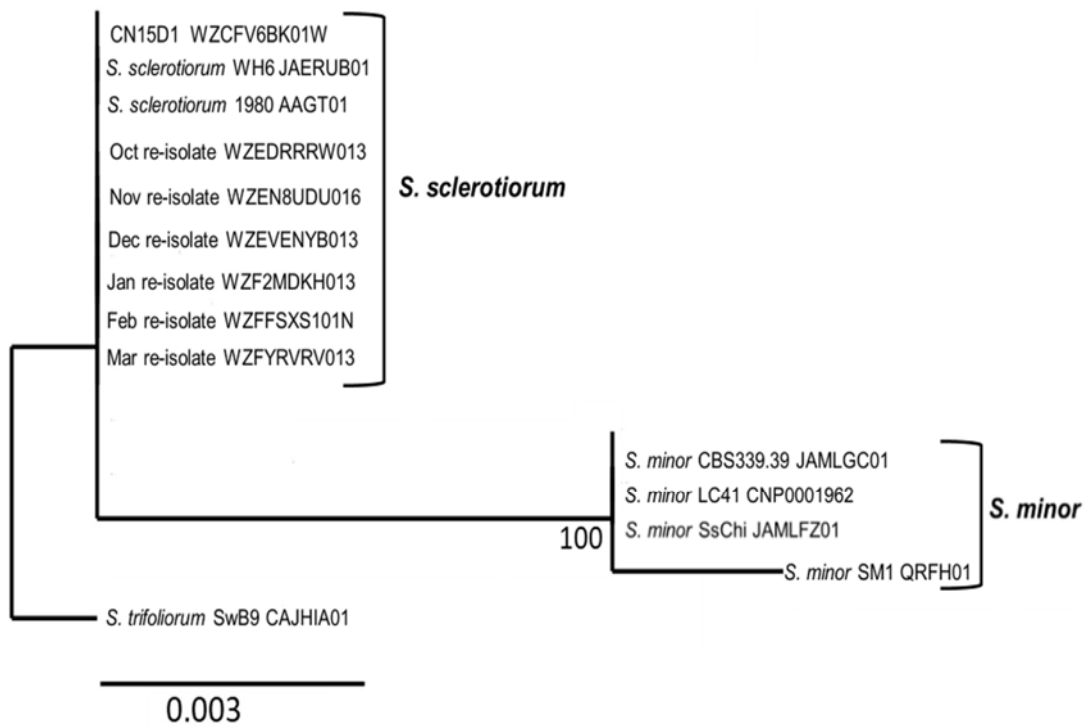 CN15D1 WZCFV6BK01W
S. sclerotiorum WH6 JAERUB01
S. sclerotiorum 1980 AAGT01
Oct re-isolate WZEDRRRW013
S. sclerotiorum
Nov re-isolate WZEN8UDU016
Dec re-isolate WZEVENYB013
Jan re-isolate WZF2MDKH013
Feb re-isolate WZFFSXS101N
Mar re-isolate WZFYRVRV013
S. minor CBS339.39 JAMLGC01
S. minor LC41 CNP0001962
S. minor
S. minor SsChi JAMLFZ01
100
S. minor SM1 QRFH01
S. trifoliorum SwB9 CAJHIA01
0.003